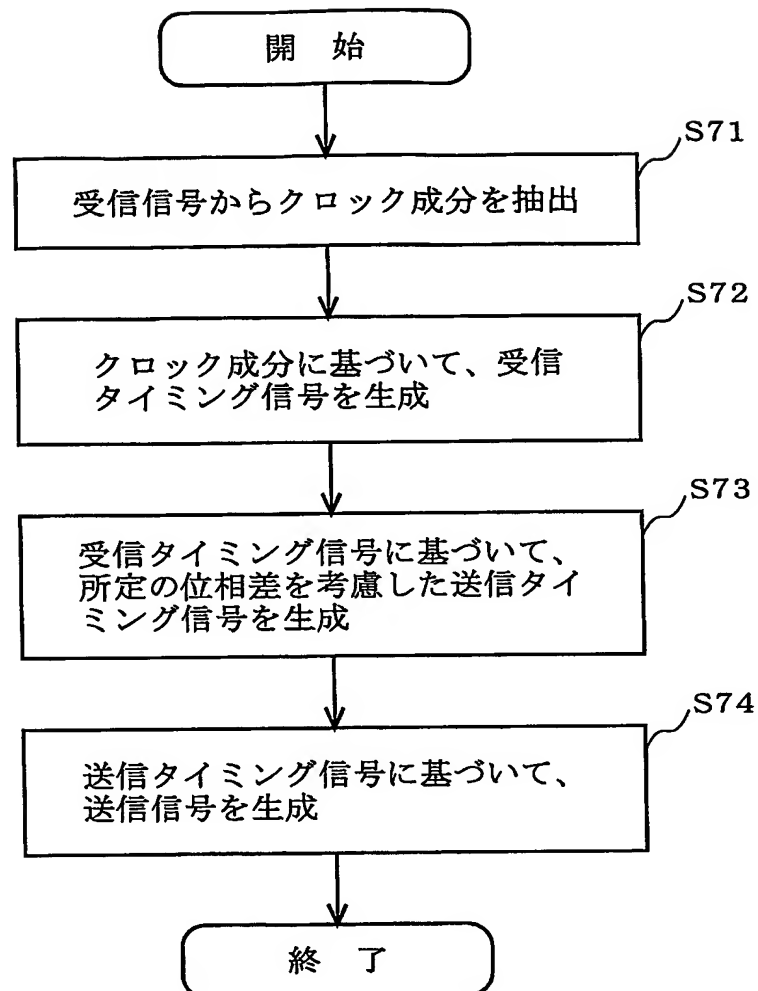 開 始
S71
受信信号からクロック成分を抽出
S72
クロック成分に基づいて、受信
タイミング信号を生成
S73
受信タイミング信号に基づいて、
所定の位相差を考慮した送信タイ
ミング信号を生成
S74
送信タイミング信号に基づいて、
送信信号を生成
終 了